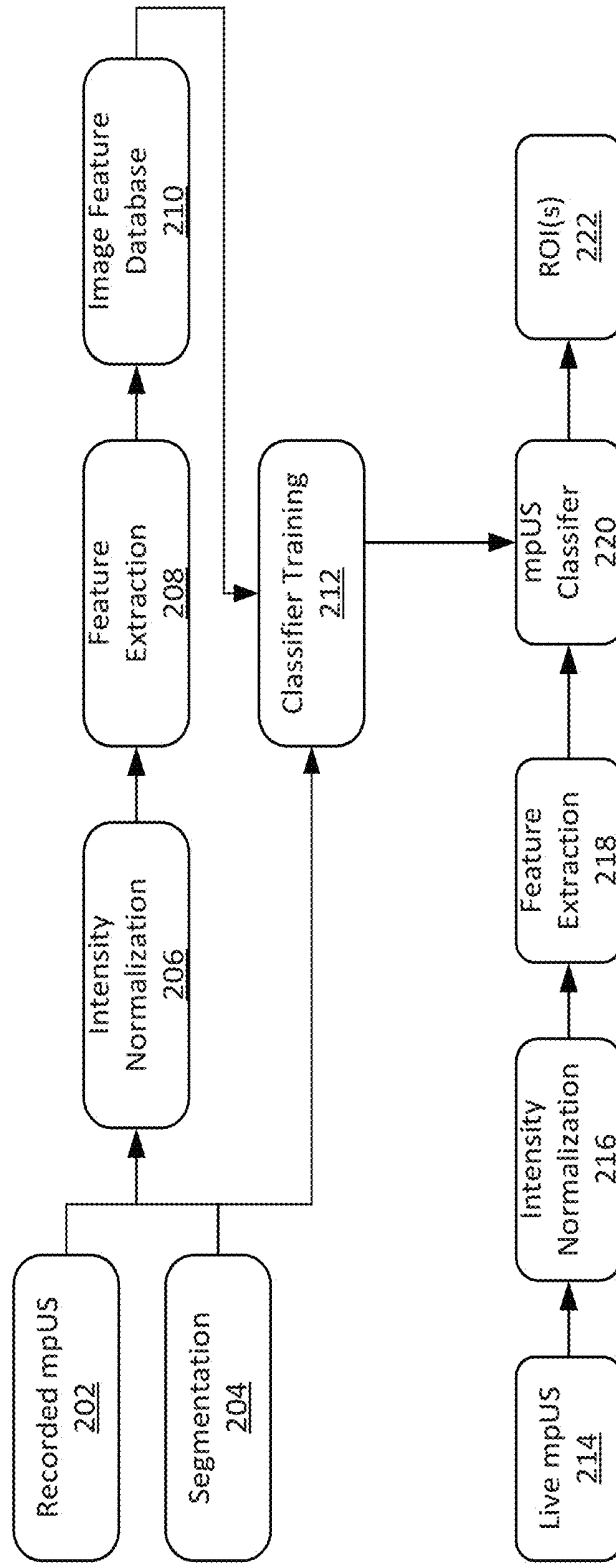 Recorded mpUS
202
Segmentation
204
Intensity
Normalization
206
Feature
Extraction
208
Image Feature
Database
210
Classifier Training
212
Live mpUS
214
Intensity
Normalization
216
Feature
Extraction
218
mpUS
Classifer
220
ROI(s)
222